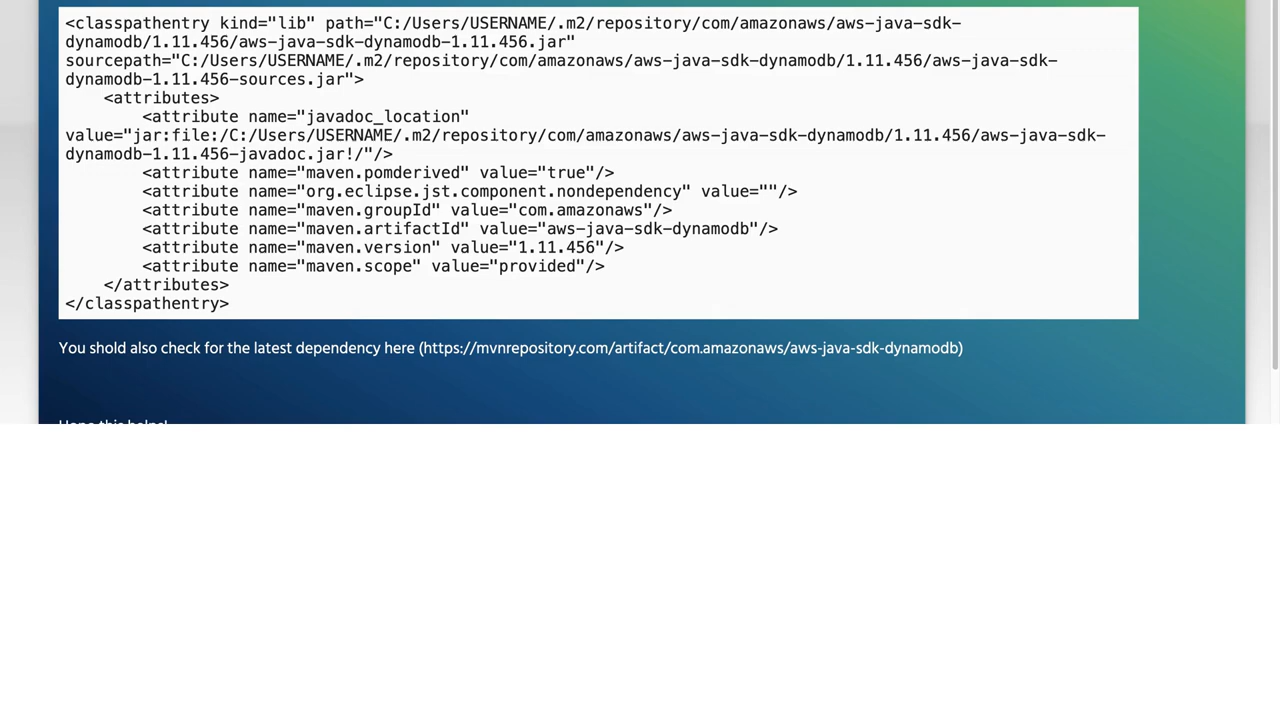 <classpathentry kind="lib" path="C:/Users/USERNAME/.m2/repository/com/amazonaws/aws-java-sdk-
dynamodb/1.11.456/aws-java-sdk-dynamodb-1.11.456.jar"
sourcepath="C:/Users/USERNAME/.m2/repository/com/amazonaws/aws-java-sdk-dynamodb/1.11.456/aws-java-sdk-
dynamodb-1.11.456-sources.jar">
    <attributes>
        <attribute name="javadoc_location"
value="jar:file:/C:/Users/USERNAME/.m2/repository/com/amazonaws/aws-java-sdk-dynamodb/1.11.456/aws-java-sdk-
dynamodb-1.11.456-javadoc.jar!/"/>
        <attribute name="maven.pomderived" value="true"/>
        <attribute name="org.eclipse.jst.component.nondependency" value=""/>
        <attribute name="maven.groupId" value="com.amazonaws"/>
        <attribute name="maven.artifactId" value="aws-java-sdk-dynamodb"/>
        <attribute name="maven.version" value="1.11.456"/>
        <attribute name="maven.scope" value="provided"/>
    </attributes>
</classpathentry>
You shold also check for the latest dependency here (https://mvnrepository.com/artifact/com.amazonaws/aws-java-sdk-dynamodb)
Hope this helps!